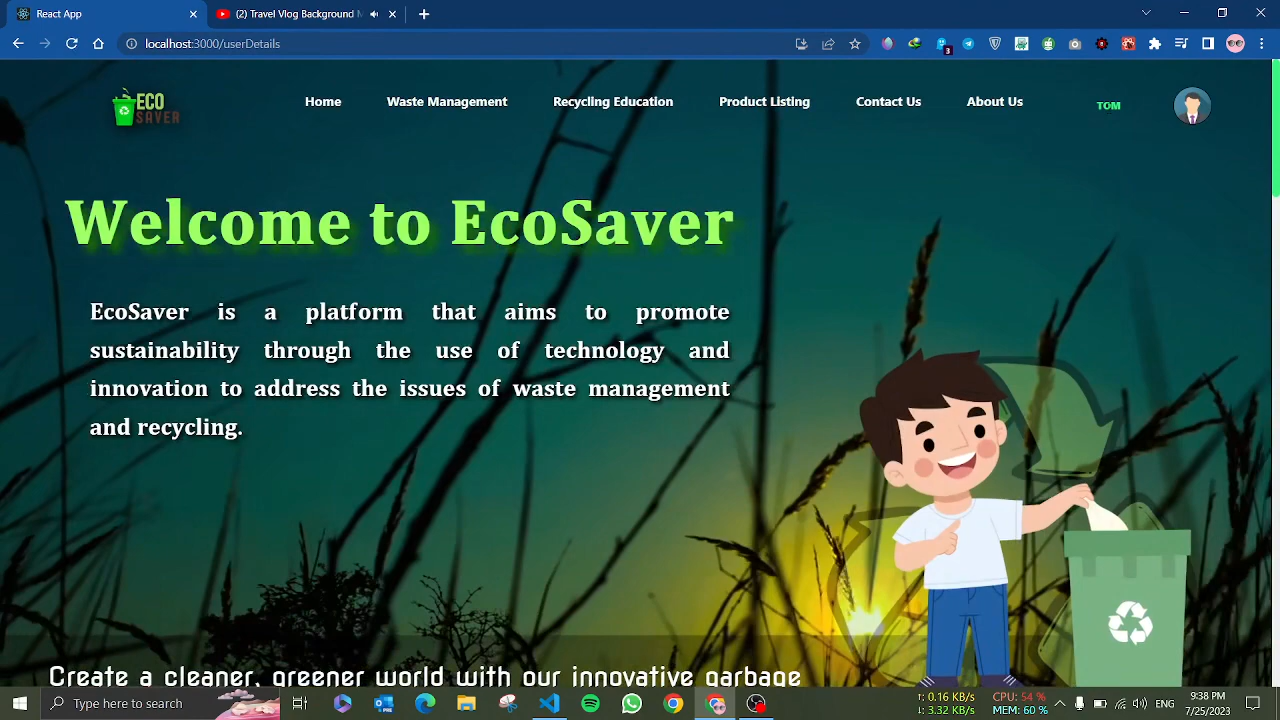 React App
(2) Travel Vlog Background M
localhost:3000/userDetails
3
ECO
SAVER
Home
Waste Management
Recycling Education
Product Listing
Contact Us
About Us
TOM
Welcome to EcoSaver
EcoSaver is a platform that aims to promote
sustainability through the use of technology and
innovation to address the issues of waste management
and recycling.
Create a cleaner, greener world with our innovative garbage
Type here to search
↑: 0.16 KB/s
↓: 3.32 KB/s
CPU: 54 %
MEM: 60 %
ENG
9:38 PM
7/25/2023